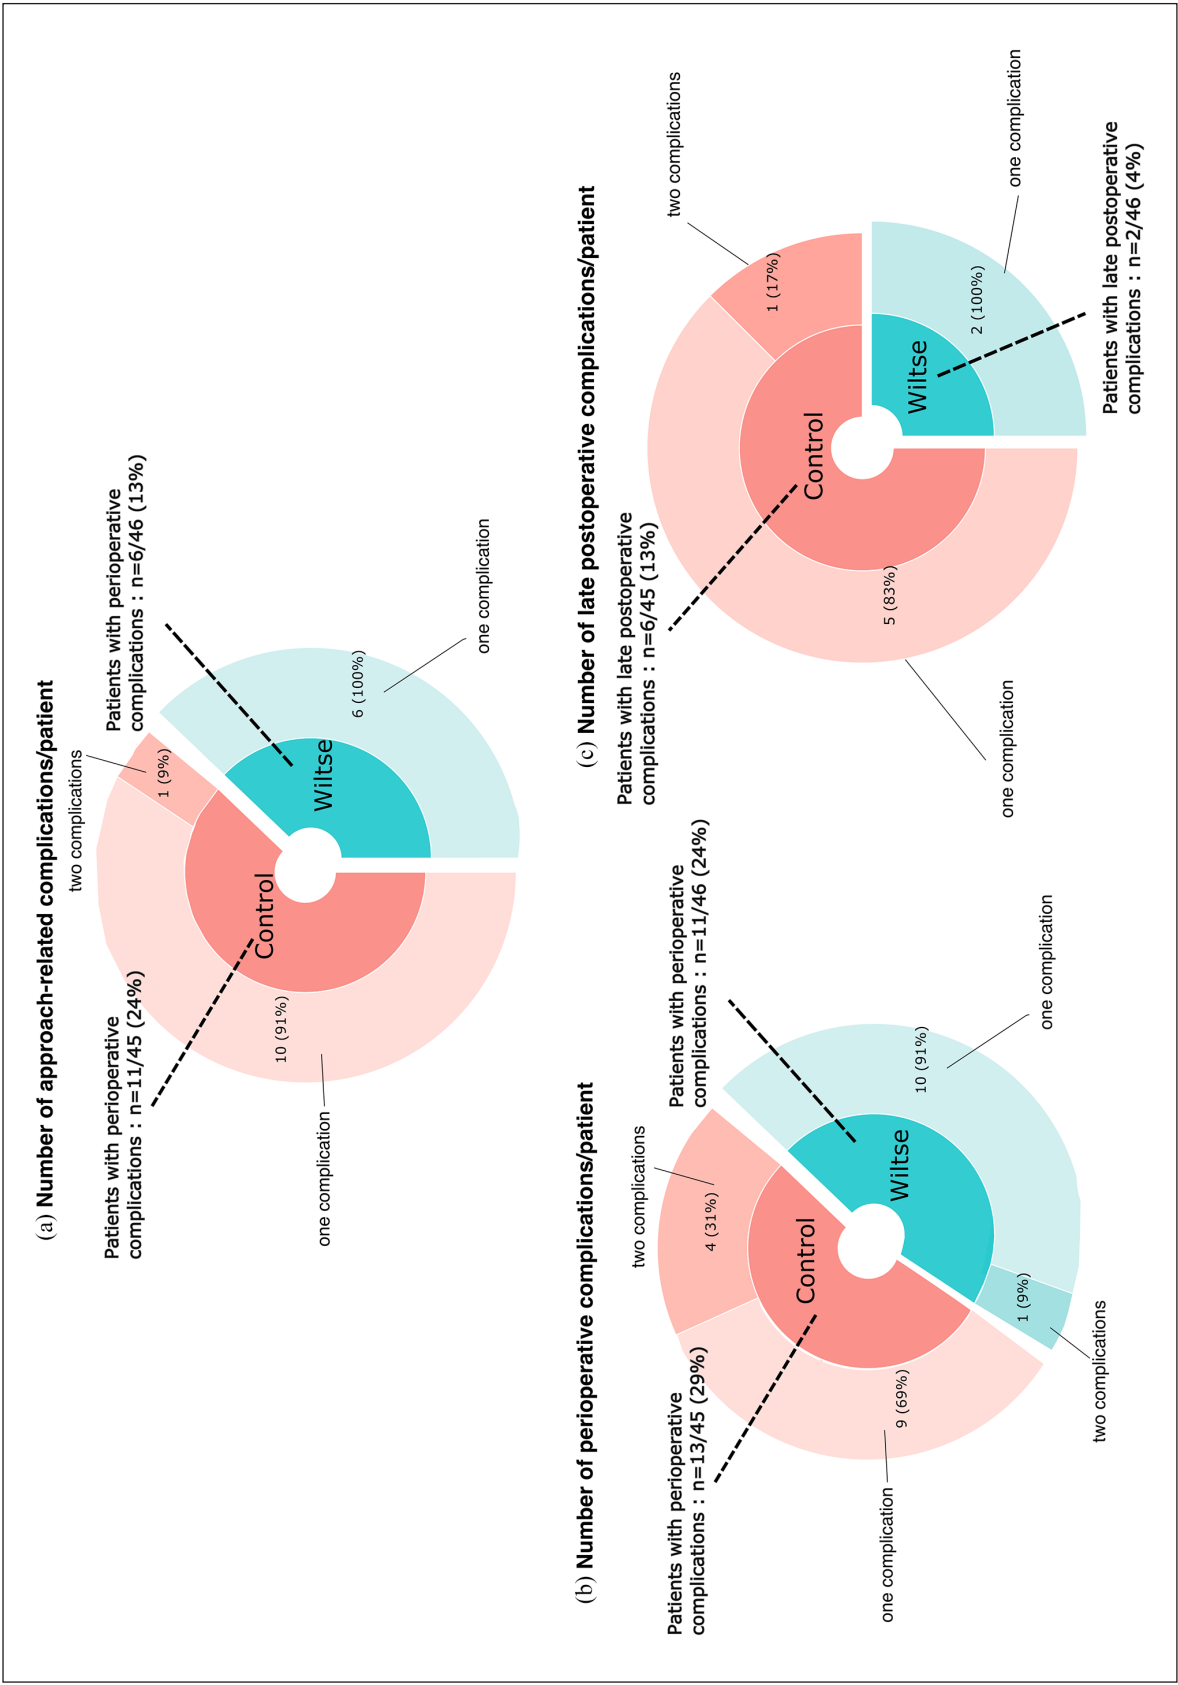 (a) Number of approach-related complications/patient
Patients with perioperative
complications : n=11/45 (24%)
two complications
Patients with perioperative
complications : n=6/46 (13%)
1 (9%)
Control
Wiltse
6 (100%)
10 (91%)
one complication
one complication
(b) Number of perioperative complications/patient
Patients with perioperative
complications : n=13/45 (29%)
two complications
Patients with perioperative
complications : n=11/46 (24%)
4 (31%)
Control
Wiltse
10 (91%)
9 (69%)
one complication
one complication
1 (9%)
two complications
(c) Number of late postoperative complications/patient
Patients with late postoperative
complications : n=6/45 (13%)
two complications
1 (17%)
Control
Wiltse
2 (100%)
5 (83%)
one complication
one complication
Patients with late postoperative
complications : n=2/46 (4%)